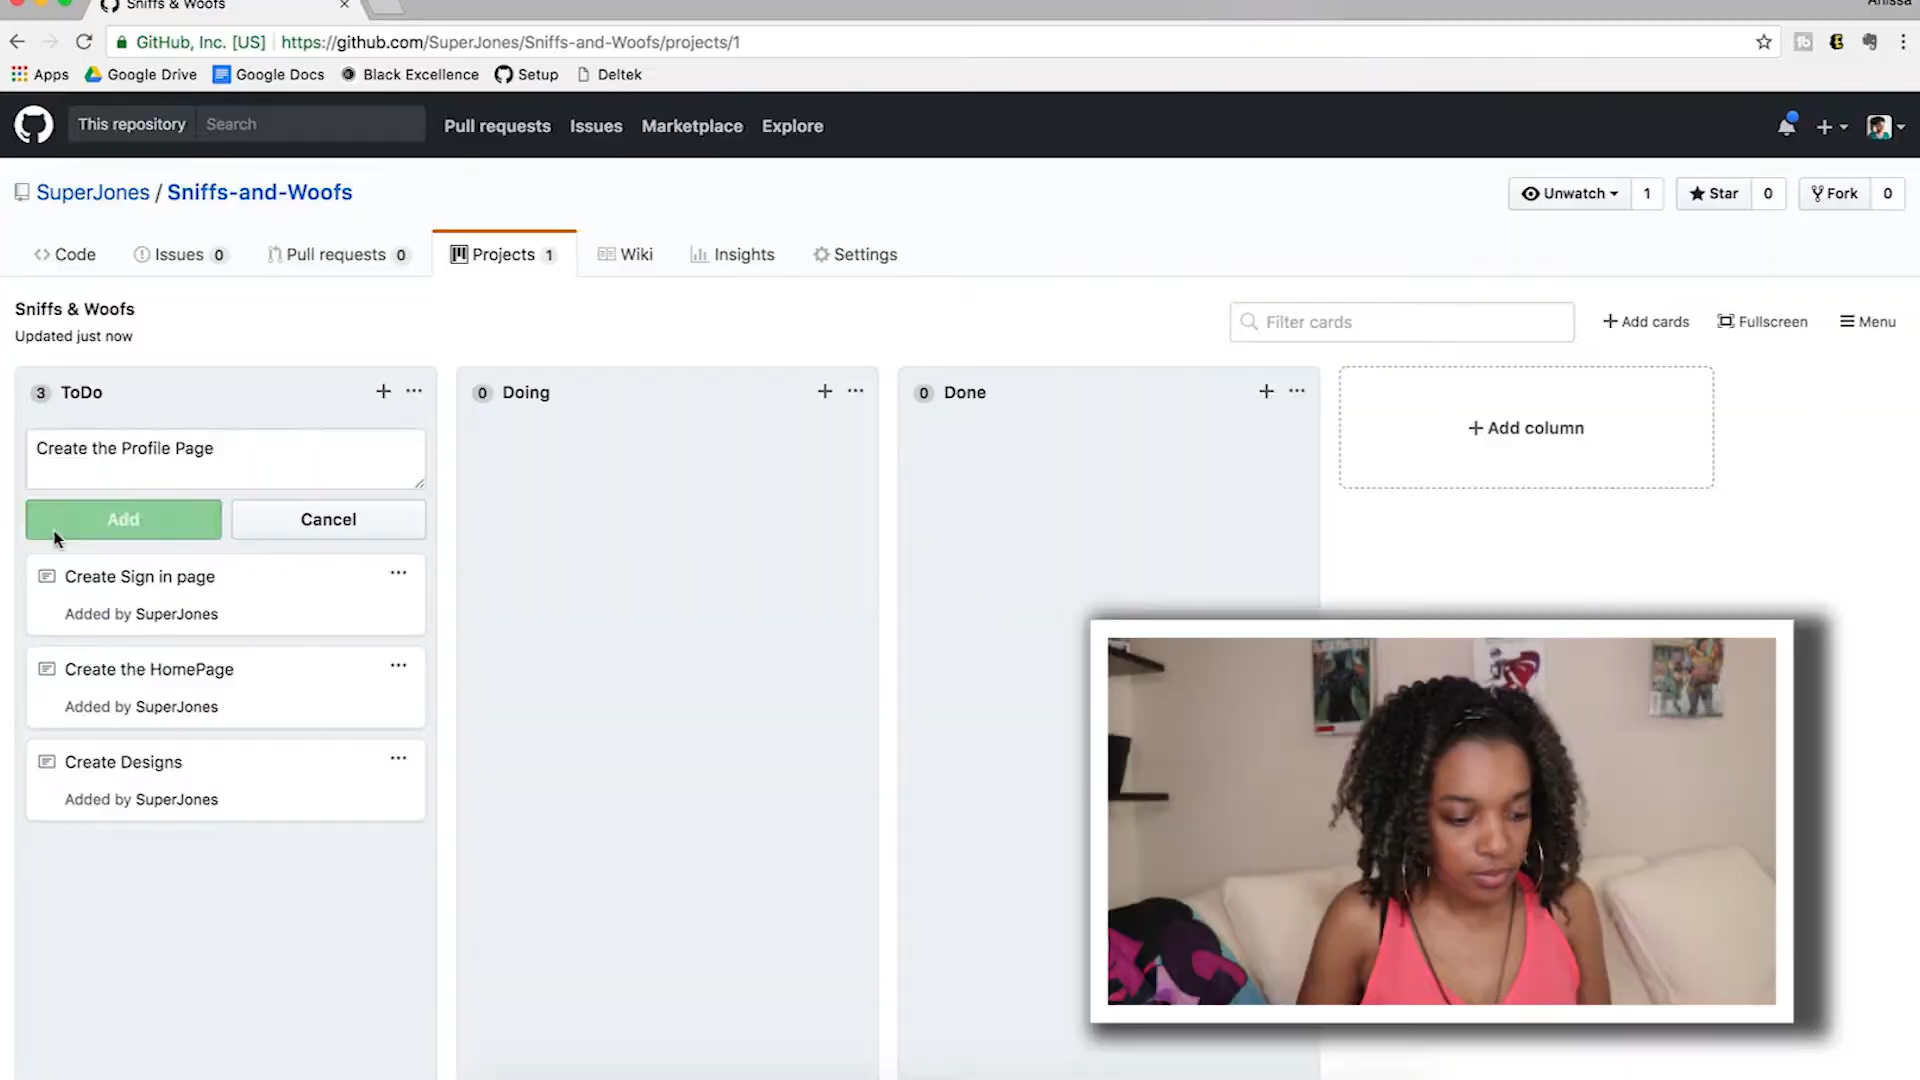 Sniffs & Woofs
GitHub, Inc. [US] https://github.com/SuperJones/Sniffs-and-Woofs/projects/1
Apps Google Drive Google Docs Black Excellence Setup Deltek
This repository Search Pull requests Issues Marketplace Explore
SuperJones / Sniffs-and-Woofs
Unwatch 1 Star 0 Fork 0
Code Issues 0 Pull requests 0 Projects 1 Wiki Insights Settings
Sniffs & Woofs
Updated just now
Filter cards + Add cards Fullscreen Menu
3 ToDo
Create the Profile Page
Add Cancel
Create Sign in page
Added by SuperJones
Create the HomePage
Added by SuperJones
Create Designs
Added by SuperJones
0 Doing
0 Done
+ Add column